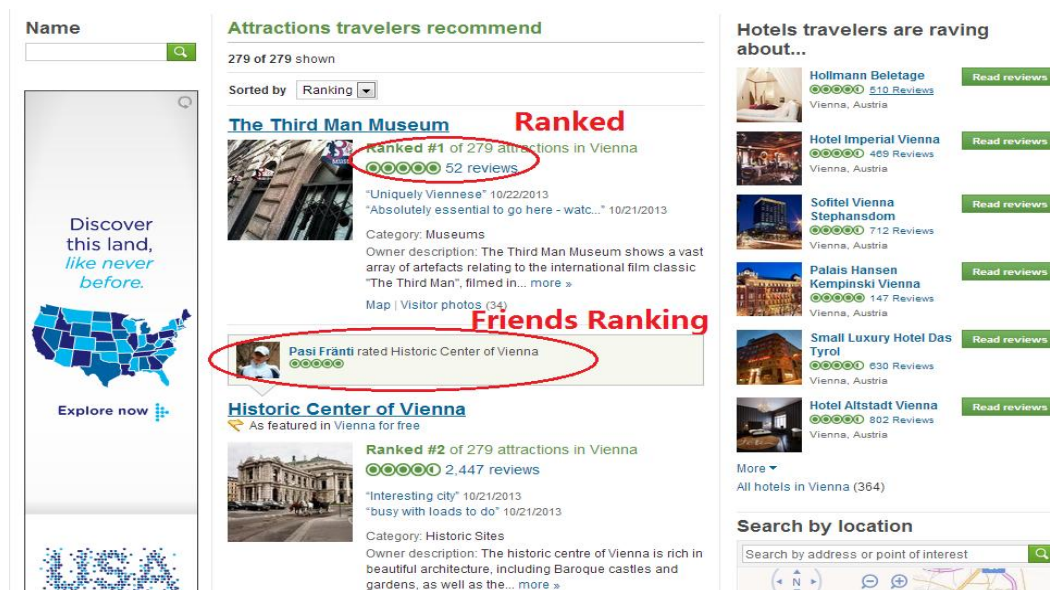 Name
Discover
this land,
like never
before.
Explore now
USA
Attractions travelers recommend
279 of 279 shown
Sorted by Ranking
The Third Man Museum
Ranked
Ranked #1 of 279 attractions in Vienna
52 reviews
“Uniquely Viennese” 10/22/2013
“Absolutely essential to go here - watc...” 10/21/2013
Category: Museums
Owner description: The Third Man Museum shows a vast
array of artefacts relating to the international film classic
"The Third Man", filmed in... more »
Map | Visitor photos (34)
Friends Ranking
Pasi Fränti rated Historic Center of Vienna
Historic Center of Vienna
As featured in Vienna for free
Ranked #2 of 279 attractions in Vienna
2,447 reviews
“Interesting city” 10/21/2013
“busy with loads to do” 10/21/2013
Category: Historic Sites
Owner description: The historic centre of Vienna is rich in
beautiful architecture, including Baroque castles and
gardens, as well as the... more »
Hotels travelers are raving
about...
Hollmann Beletage
Read reviews
510 Reviews
Vienna, Austria
Hotel Imperial Vienna
Read reviews
469 Reviews
Vienna, Austria
Sofitel Vienna
Stephansdom
Read reviews
712 Reviews
Vienna, Austria
Palais Hansen
Kempinski Vienna
Read reviews
147 Reviews
Vienna, Austria
Small Luxury Hotel Das
Tyrol
Read reviews
630 Reviews
Vienna, Austria
Hotel Altstadt Vienna
Read reviews
802 Reviews
Vienna, Austria
More
All hotels in Vienna (364)
Search by location
Search by address or point of interest
N